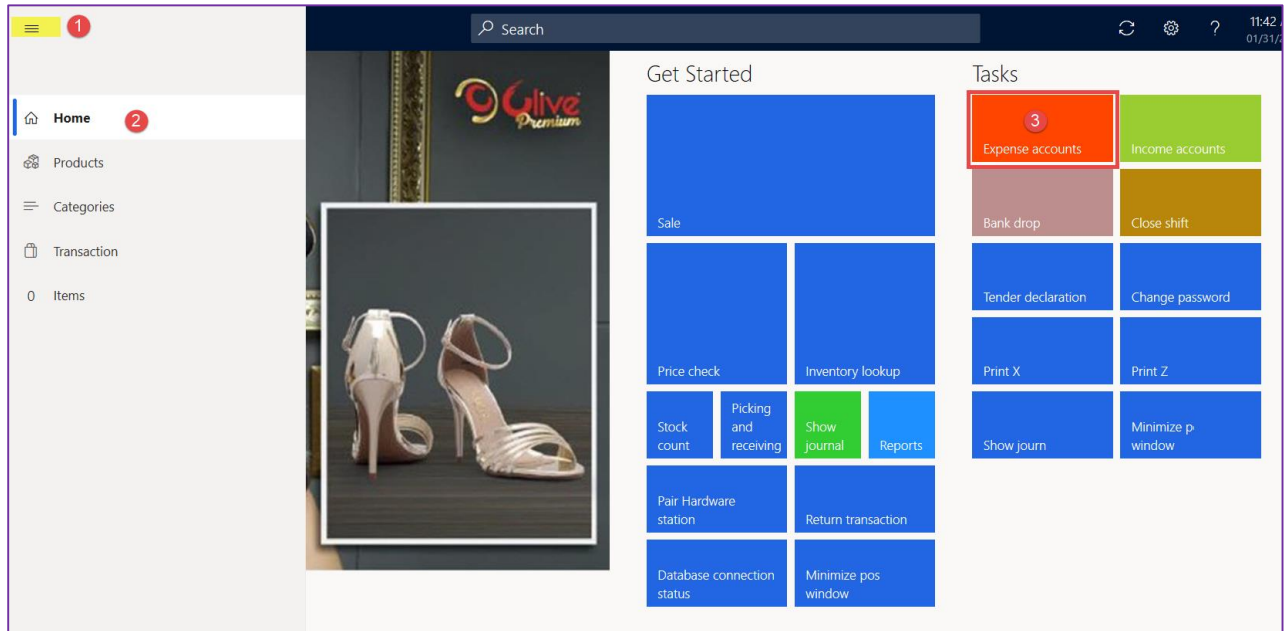 1
Search
11:42
01/31/2
Home
2
Products
Categories
Transaction
0 Items
Glive
Premium
Get Started
Sale
Price check
Inventory lookup
Stock
count
Picking
and
receiving
Show
journal
Reports
Pair Hardware
station
Return transaction
Database connection
status
Minimize pos
window
Tasks
3
Expense accounts
Income accounts
Bank drop
Close shift
Tender declaration
Change password
Print X
Print Z
Show journ
Minimize p
window